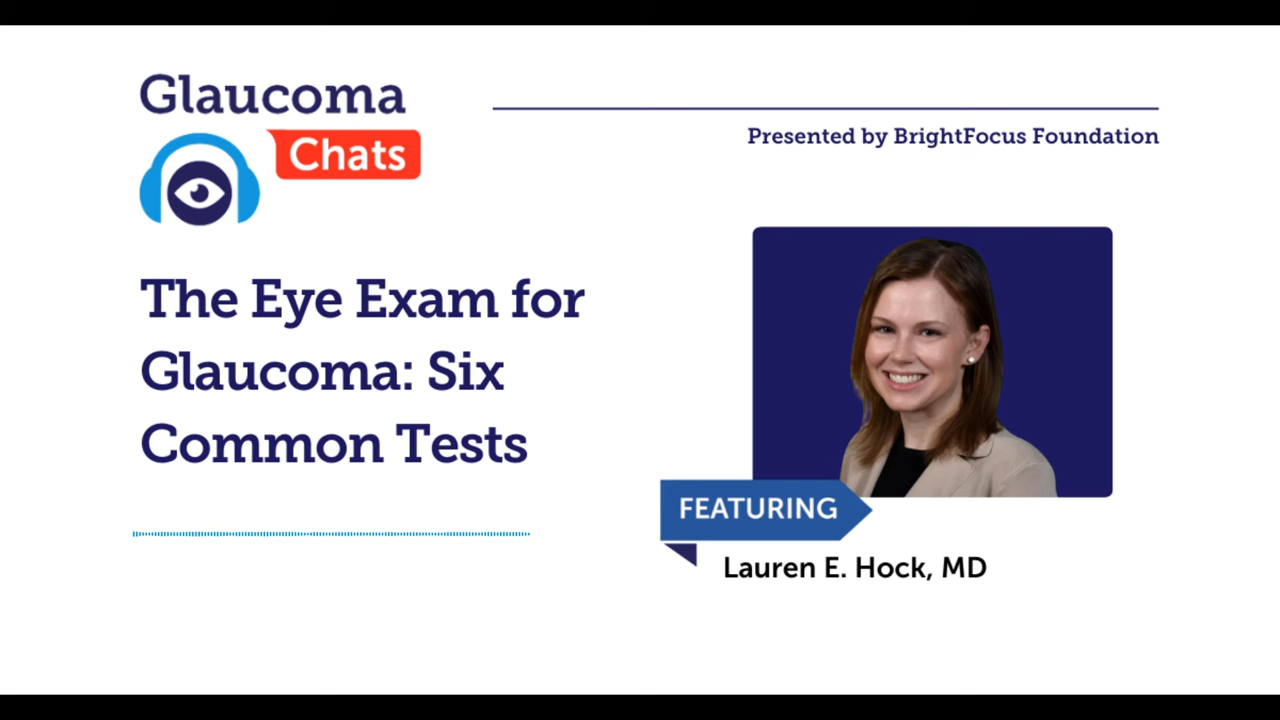 Glaucoma
Chats
Presented by BrightFocus Foundation
The Eye Exam for
Glaucoma: Six
Common Tests
FEATURING
Lauren E. Hock, MD